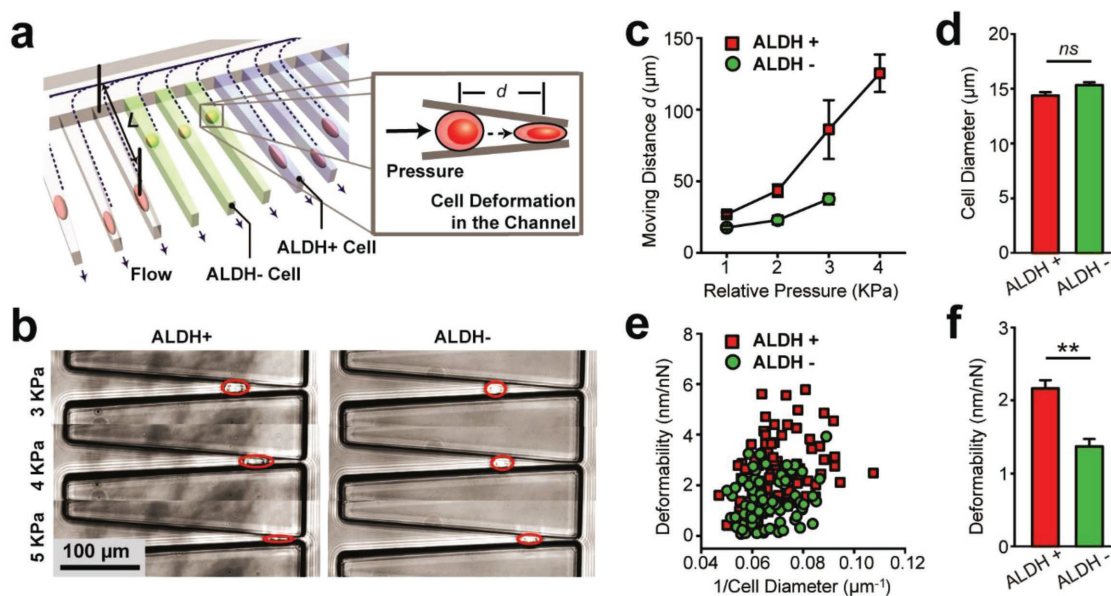 a
L
Flow
ALDH- Cell
ALDH+ Cell
d
Pressure
Cell Deformation
in the Channel
b
ALDH+
ALDH-
3 KPa
4 KPa
5 KPa
100 µm
c
ALDH +
ALDH -
Moving Distance d (µm)
150
100
50
0
1 2 3 4
Relative Pressure (KPa)
d
ns
Cell Diameter (µm)
20
15
10
5
0
ALDH +
ALDH -
e
ALDH +
ALDH -
Deformability (nm/nN)
8
6
4
2
0
0.04 0.06 0.08 0.10 0.12
1/Cell Diameter (µm⁻¹)
f
**
Deformability (nm/nN)
3
2
1
0
ALDH +
ALDH -